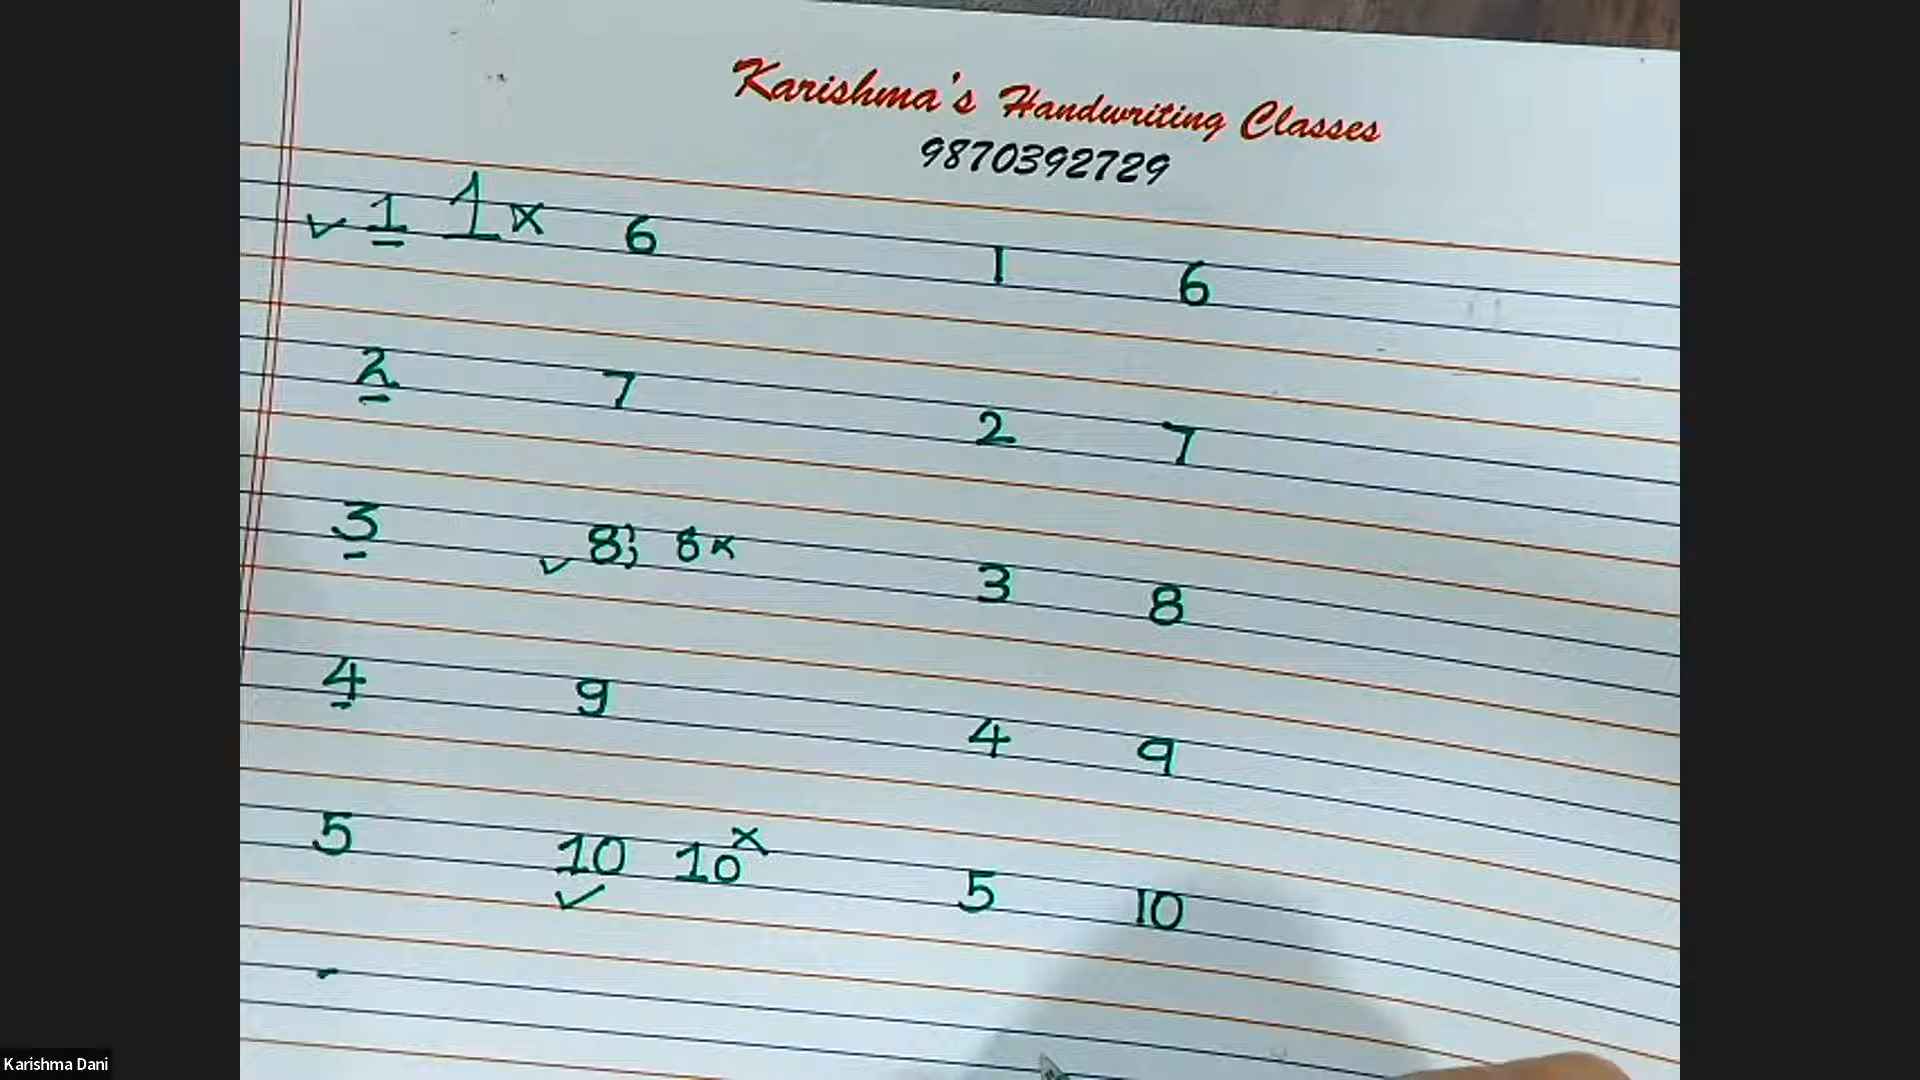 Karishma's Handwriting Classes
9870392729
✓ 1 1 × 6 1 6
2 7 2 7
3 ✓ 8; 8 × 3 8
4 9 4 9
5 10 10 × 5 10
✓
Karishma Dani